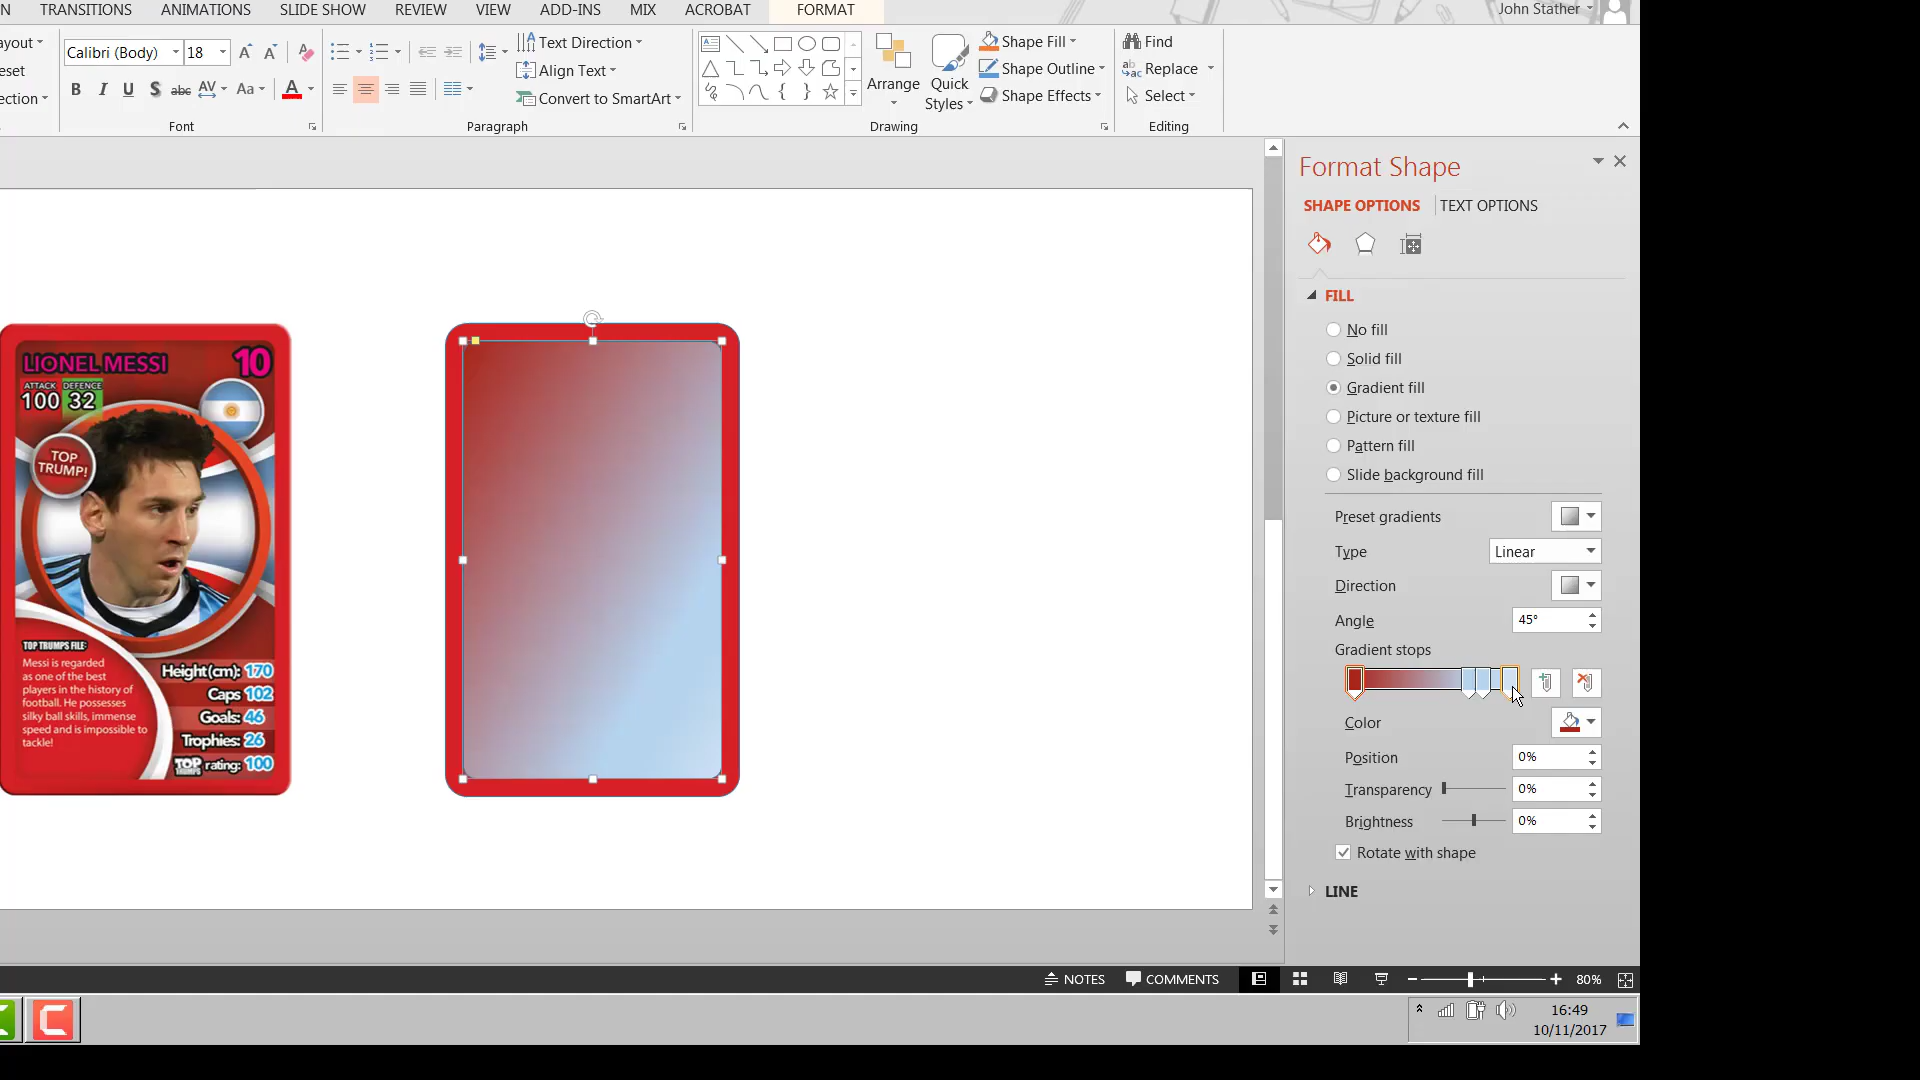 N TRANSITIONS ANIMATIONS SLIDE SHOW REVIEW VIEW ADD-INS MIX ACROBAT FORMAT John Stather
ayout Calibri (Body) 18 Text Direction Shape Fill Find
eset Align Text Arrange Quick Styles Shape Outline Replace
ection B I U S abc AV Aa A Convert to SmartArt Shape Effects Select
Font Paragraph Drawing Editing
Format Shape
SHAPE OPTIONS TEXT OPTIONS
FILL
No fill
Solid fill
Gradient fill
Picture or texture fill
Pattern fill
Slide background fill
Preset gradients
Type Linear
Direction
Angle 45°
Gradient stops
Color
Position 0%
Transparency 0%
Brightness 0%
Rotate with shape
LINE
LIONEL MESSI 10
ATTACK DEFENCE
100 32
TOP
TRUMP!
TOP TRUMPS FILE:
Messi is regarded
as one of the best
players in the history of
football. He possesses
silky ball skills, immense
speed and is impossible to
tackle!
Height(cm): 170
Caps 102
Goals: 46
Trophies: 26
TOP TRUMPS rating: 100
NOTES COMMENTS 80%
16:49
10/11/2017